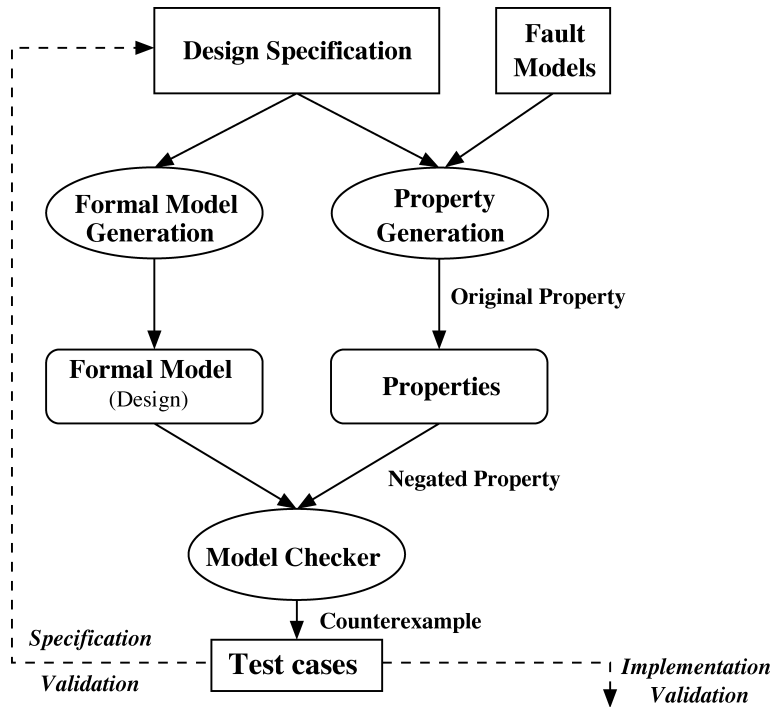 Design Specification
Fault
Models
Formal Model
Generation
Property
Generation
Original Property
Formal Model
(Design)
Properties
Negated Property
Model Checker
Counterexample
Specification
Validation
Test cases
Implementation
Validation